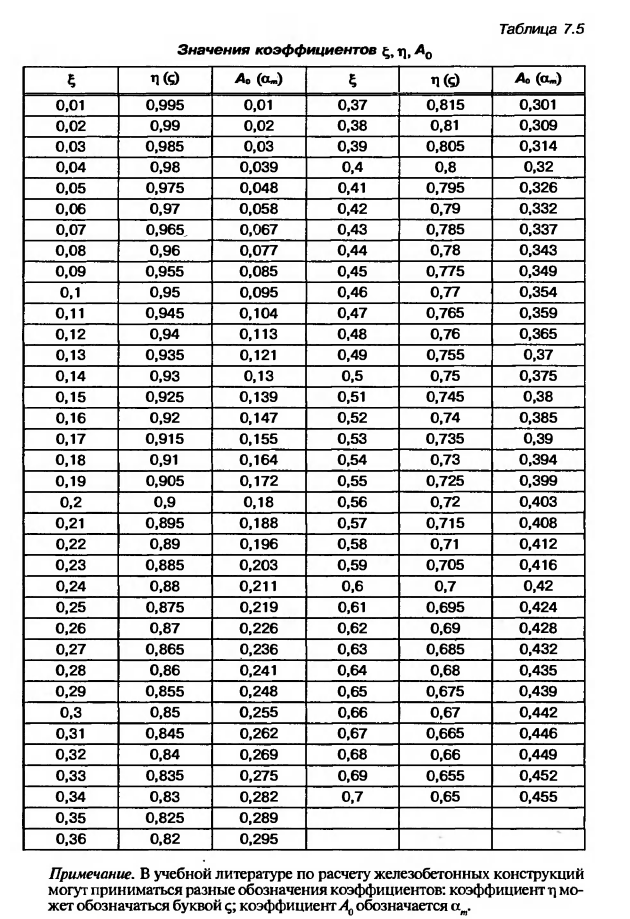 Таблица 7.5
Значения коэффициентов ξ, η, A₀
ξ η (ς) A₀ (αₘ) ξ η (ς) A₀ (αₘ)
0,01 0,995 0,01 0,37 0,815 0,301
0,02 0,99 0,02 0,38 0,81 0,309
0,03 0,985 0,03 0,39 0,805 0,314
0,04 0,98 0,039 0,4 0,8 0,32
0,05 0,975 0,048 0,41 0,795 0,326
0,06 0,97 0,058 0,42 0,79 0,332
0,07 0,965 0,067 0,43 0,785 0,337
0,08 0,96 0,077 0,44 0,78 0,343
0,09 0,955 0,085 0,45 0,775 0,349
0,1 0,95 0,095 0,46 0,77 0,354
0,11 0,945 0,104 0,47 0,765 0,359
0,12 0,94 0,113 0,48 0,76 0,365
0,13 0,935 0,121 0,49 0,755 0,37
0,14 0,93 0,13 0,5 0,75 0,375
0,15 0,925 0,139 0,51 0,745 0,38
0,16 0,92 0,147 0,52 0,74 0,385
0,17 0,915 0,155 0,53 0,735 0,39
0,18 0,91 0,164 0,54 0,73 0,394
0,19 0,905 0,172 0,55 0,725 0,399
0,2 0,9 0,18 0,56 0,72 0,403
0,21 0,895 0,188 0,57 0,715 0,408
0,22 0,89 0,196 0,58 0,71 0,412
0,23 0,885 0,203 0,59 0,705 0,416
0,24 0,88 0,211 0,6 0,7 0,42
0,25 0,875 0,219 0,61 0,695 0,424
0,26 0,87 0,226 0,62 0,69 0,428
0,27 0,865 0,236 0,63 0,685 0,432
0,28 0,86 0,241 0,64 0,68 0,435
0,29 0,855 0,248 0,65 0,675 0,439
0,3 0,85 0,255 0,66 0,67 0,442
0,31 0,845 0,262 0,67 0,665 0,446
0,32 0,84 0,269 0,68 0,66 0,449
0,33 0,835 0,275 0,69 0,655 0,452
0,34 0,83 0,282 0,7 0,65 0,455
0,35 0,825 0,289
0,36 0,82 0,295
Примечание. В учебной литературе по расчету железобетонных конструкций
могут приниматься разные обозначения коэффициентов: коэффициент η мо-
жет обозначаться буквой ς; коэффициент A₀ обозначается αₘ.